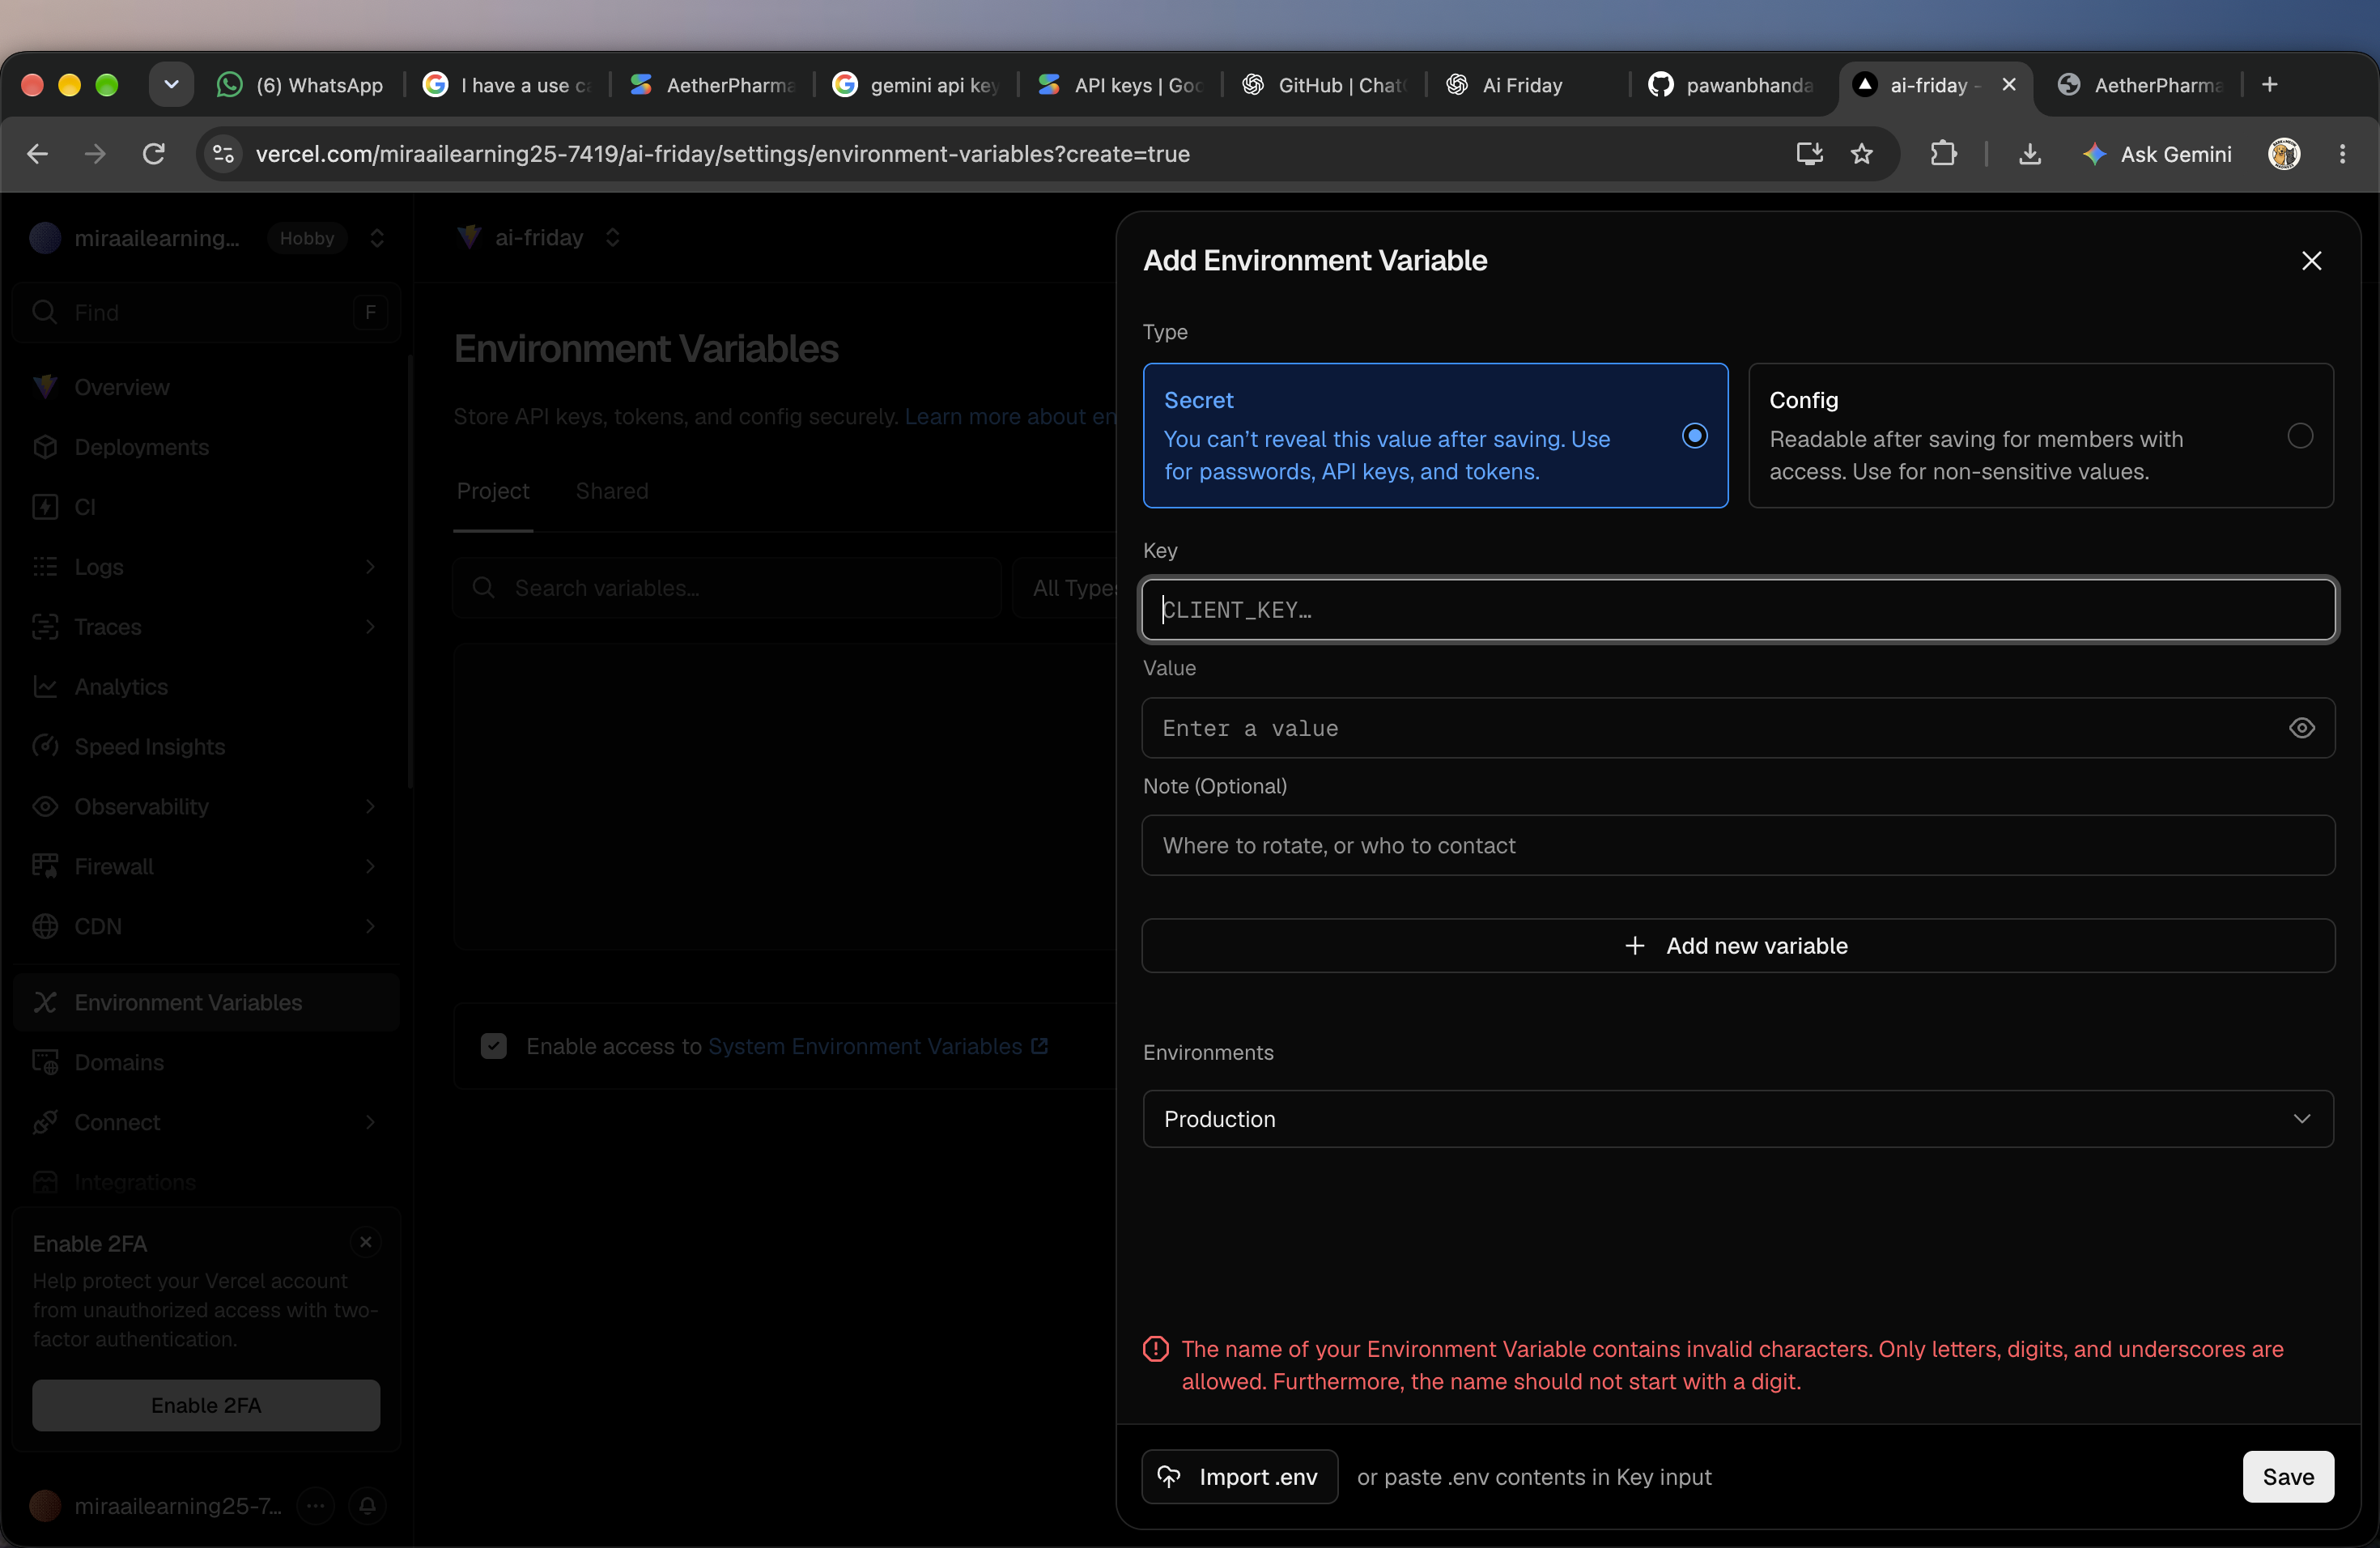 (6) WhatsApp
I have a use ca
AetherPharma
gemini api key
API keys | Goo
GitHub | Chat
Ai Friday
pawanbhanda
ai-friday -
AetherPharma
vercel.com/miraailearning25-7419/ai-friday/settings/environment-variables?create=true
Ask Gemini
miraailearning...
Hobby
Find
F
Overview
Deployments
CI
Logs
Traces
Analytics
Speed Insights
Observability
Firewall
CDN
Environment Variables
Domains
Connect
Integrations
Enable 2FA
Help protect your Vercel account
from unauthorized access with two-
factor authentication.
Enable 2FA
miraailearning25-7...
ai-friday
Environment Variables
Store API keys, tokens, and config securely. Learn more about en
Project
Shared
Search variables...
All Types
Enable access to System Environment Variables
Add Environment Variable
Type
Secret
You can’t reveal this value after saving. Use
for passwords, API keys, and tokens.
Config
Readable after saving for members with
access. Use for non-sensitive values.
Key
CLIENT_KEY…
Value
Enter a value
Note (Optional)
Where to rotate, or who to contact
Add new variable
Environments
Production
The name of your Environment Variable contains invalid characters. Only letters, digits, and underscores are
allowed. Furthermore, the name should not start with a digit.
Import .env
or paste .env contents in Key input
Save